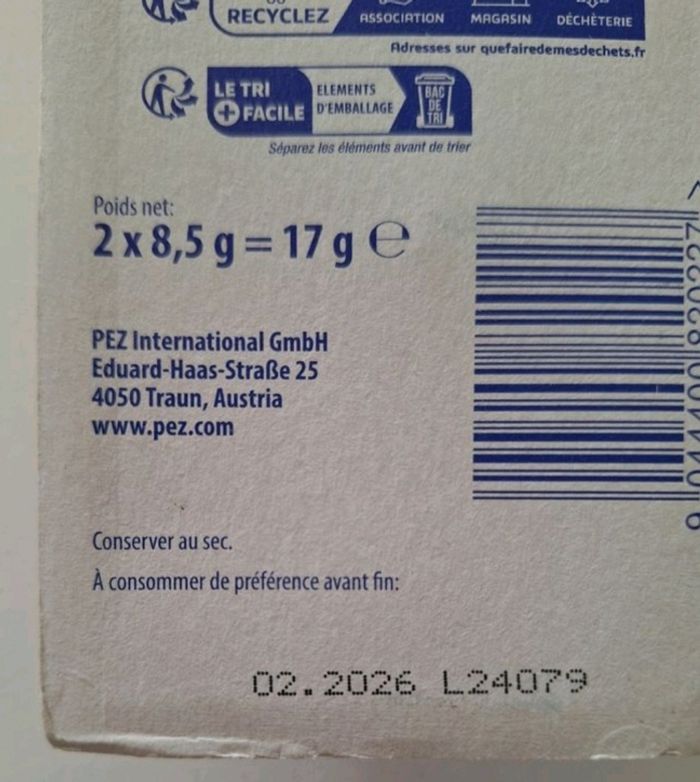 RECYCLEZ
ASSOCIATION MAGASIN DÉCHÈTERIE
Adresses sur quefairedemesdechets.fr
LE TRI
+ FACILE
ELEMENTS
D'EMBALLAGE
BAC
DE
TRI
Séparez les éléments avant de trier
Poids net:
2 x 8,5 g = 17 g ℮
PEZ International GmbH
Eduard-Haas-Straße 25
4050 Traun, Austria
www.pez.com
Conserver au sec.
À consommer de préférence avant fin:
02.2026 L24079